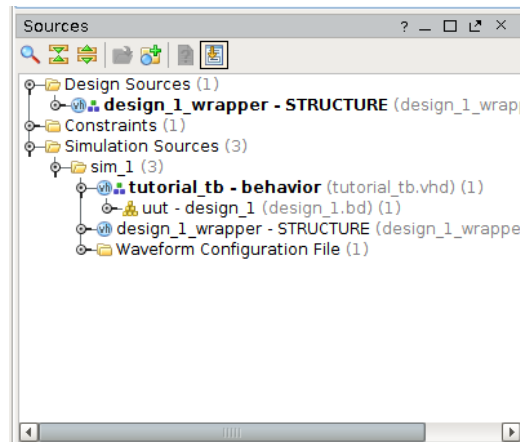 Sources
?
Design Sources (1)
design_1_wrapper - STRUCTURE (design_1_wrapp
Constraints (1)
Simulation Sources (3)
sim_1 (3)
tutorial_tb - behavior (tutorial_tb.vhd) (1)
uut - design_1 (design_1.bd) (1)
design_1_wrapper - STRUCTURE (design_1_wrappe
Waveform Configuration File (1)